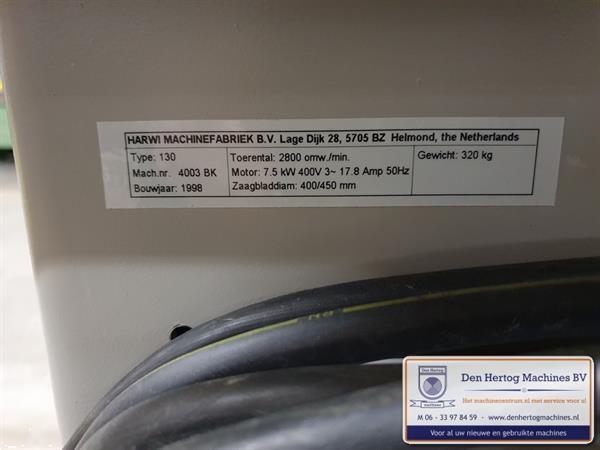 HARWI MACHINEFABRIEK B.V. Lage Dijk 28, 5705 BZ Helmond, the Netherlands
Type: 130 Toerental: 2800 omw./min. Gewicht: 320 kg
Mach.nr. 4003 BK Motor: 7.5 kW 400V 3~ 17.8 Amp 50Hz
Bouwjaar: 1998 Zaagbladdiam: 400/450 mm
Den Hertog Machines BV
Het machinecentrum.nl met service voor u!
M 06 - 33 97 84 59 - www.denhertogmachines.nl
Voor al uw nieuwe en gebruikte machines